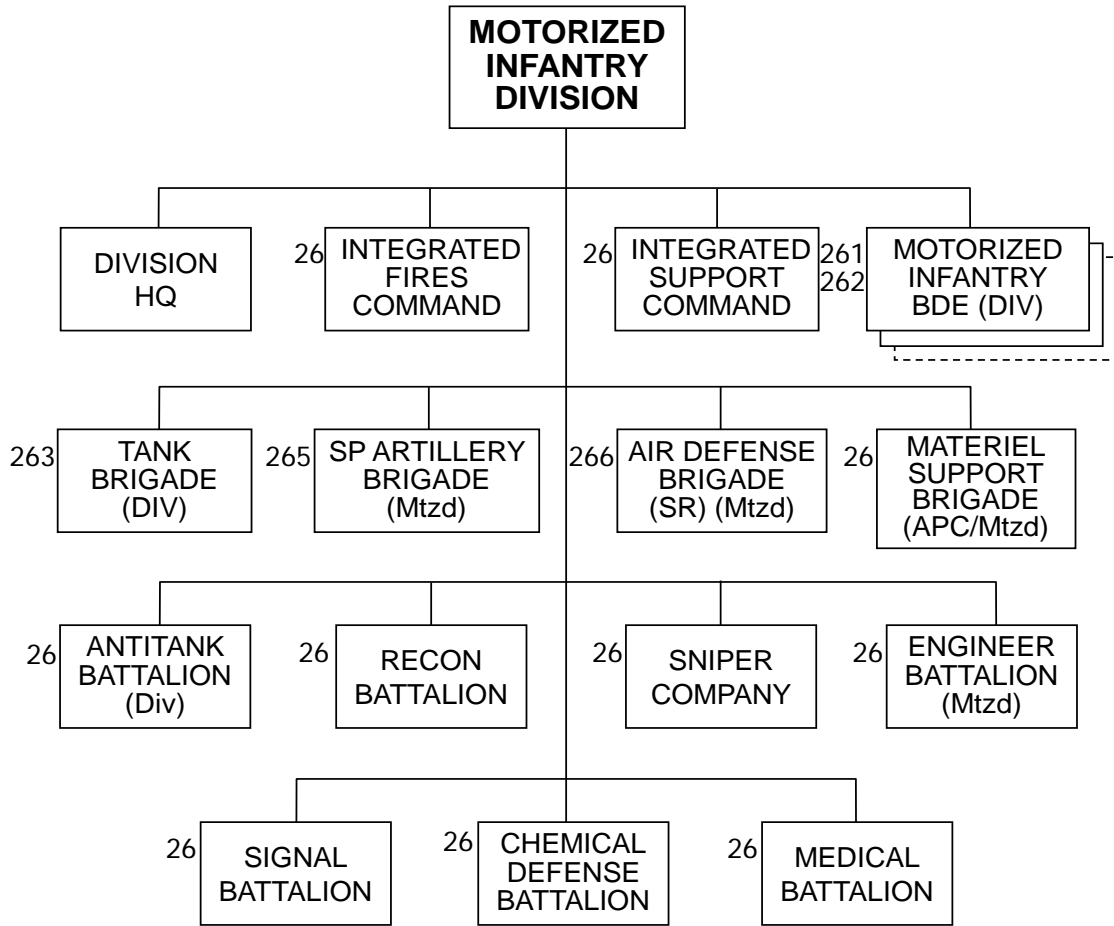 MOTORIZED
INFANTRY
DIVISION
DIVISION
HQ
26
INTEGRATED
FIRES
COMMAND
26
INTEGRATED
SUPPORT
COMMAND
261
262
MOTORIZED
INFANTRY
BDE (DIV)
263
TANK
BRIGADE
(DIV)
265
SP ARTILLERY
BRIGADE
(Mtzd)
266
AIR DEFENSE
BRIGADE
(SR) (Mtzd)
26
MATERIEL
SUPPORT
BRIGADE
(APC/Mtzd)
26
ANTITANK
BATTALION
(Div)
26
RECON
BATTALION
26
SNIPER
COMPANY
26
ENGINEER
BATTALION
(Mtzd)
26
SIGNAL
BATTALION
26
CHEMICAL
DEFENSE
BATTALION
26
MEDICAL
BATTALION